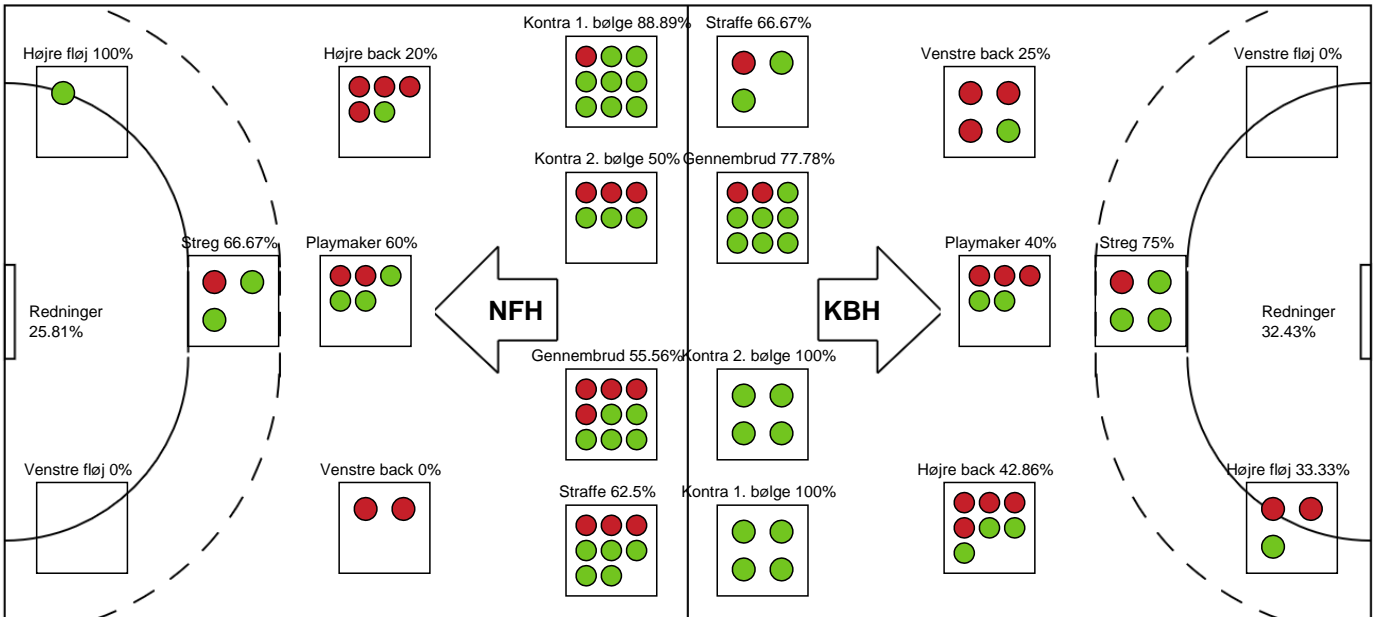 Kontra 1. bølge 88.89%
Straffe 66.67%
Højre fløj 100%
Højre back 20%
Venstre back 25%
Venstre fløj 0%
Kontra 2. bølge 50%
Gennembrud 77.78%
Streg 66.67%
Playmaker 60%
Playmaker 40%
Streg 75%
Redninger
25.81%
NFH
KBH
Redninger
32.43%
Gennembrud 55.56%
Kontra 2. bølge 100%
Venstre fløj 0%
Venstre back 0%
Højre back 42.86%
Højre fløj 33.33%
Straffe 62.5%
Kontra 1. bølge 100%